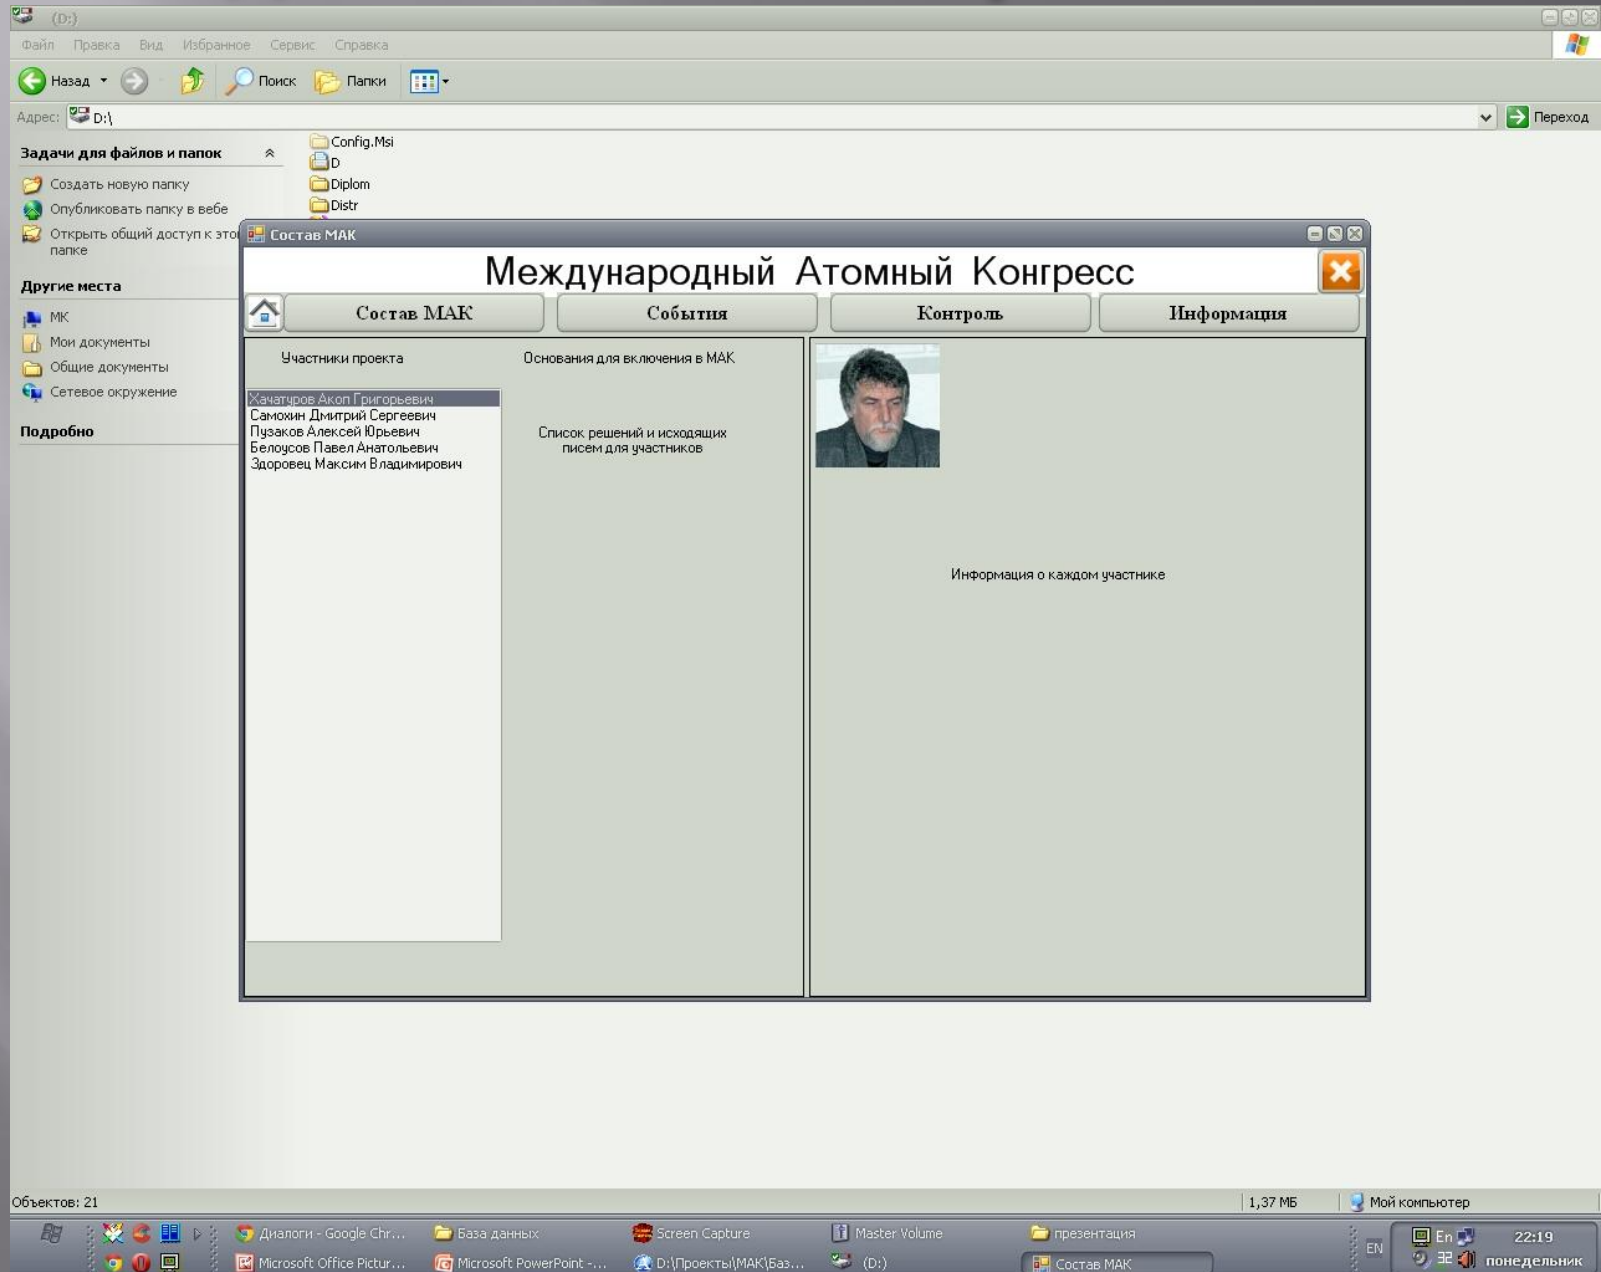 (D:)
Файл Правка Вид Избранное Сервис Справка
Назад Поиск Папки
Адрес: D:\ Переход
Задачи для файлов и папок
Создать новую папку
Опубликовать папку в вебе
Открыть общий доступ к этой
папке
Другие места
МК
Мои документы
Общие документы
Сетевое окружение
Подробно
Config.Msi
D
Diplom
Distr
Состав МАК
Международный Атомный Конгресс
Состав МАК События Контроль Информация
Участники проекта
Хачатуров Акоп Григорьевич
Самохин Дмитрий Сергеевич
Пузаков Алексей Юрьевич
Белоусов Павел Анатольевич
Здоровец Максим Владимирович
Основания для включения в МАК
Список решений и исходящих
писем для участников
Информация о каждом участнике
Объектов: 21 1,37 МБ Мой компьютер
Диалоги - Google Chr... База данных Screen Capture Master Volume презентация
Microsoft Office Pictur... Microsoft PowerPoint -... D:\Проекты\МАК\Баз... (D:) Состав МАК
EN En 22:19
понедельник